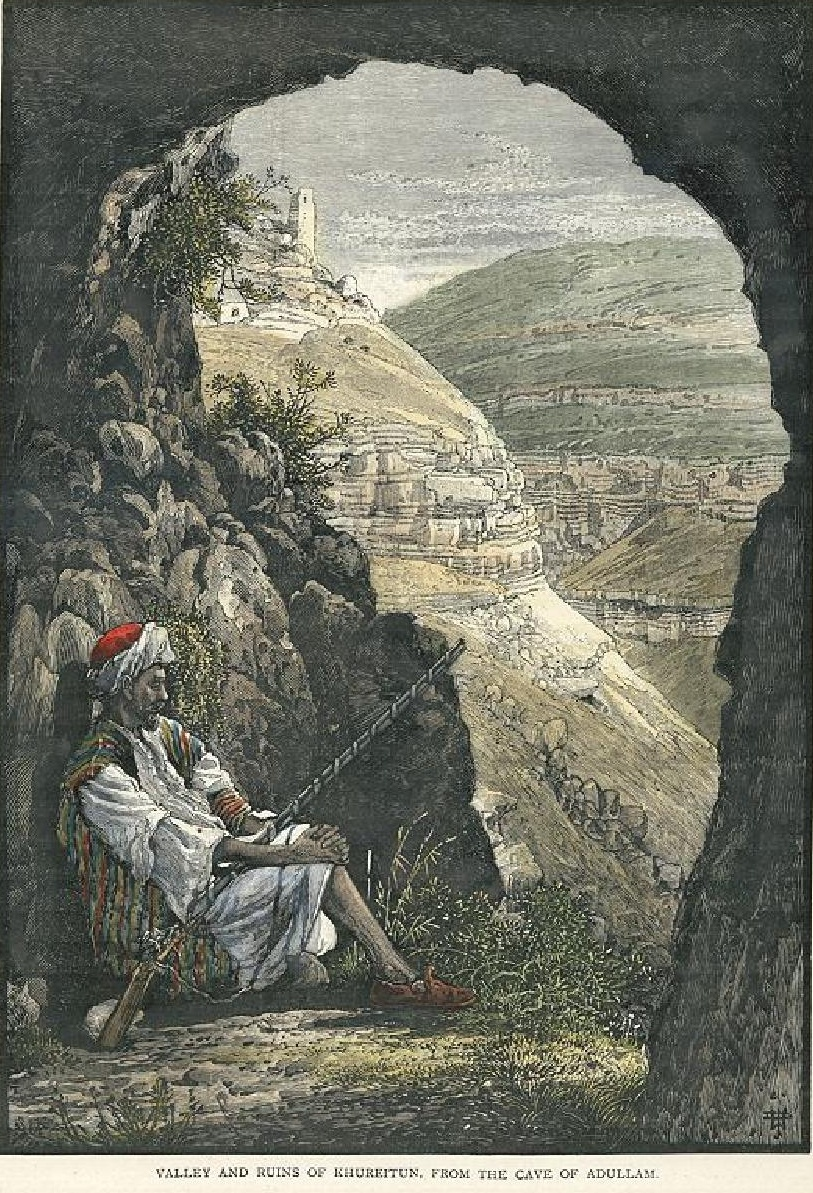 VALLEY AND RUINS OF KHUREITUN, FROM THE CAVE OF ADULLAM.